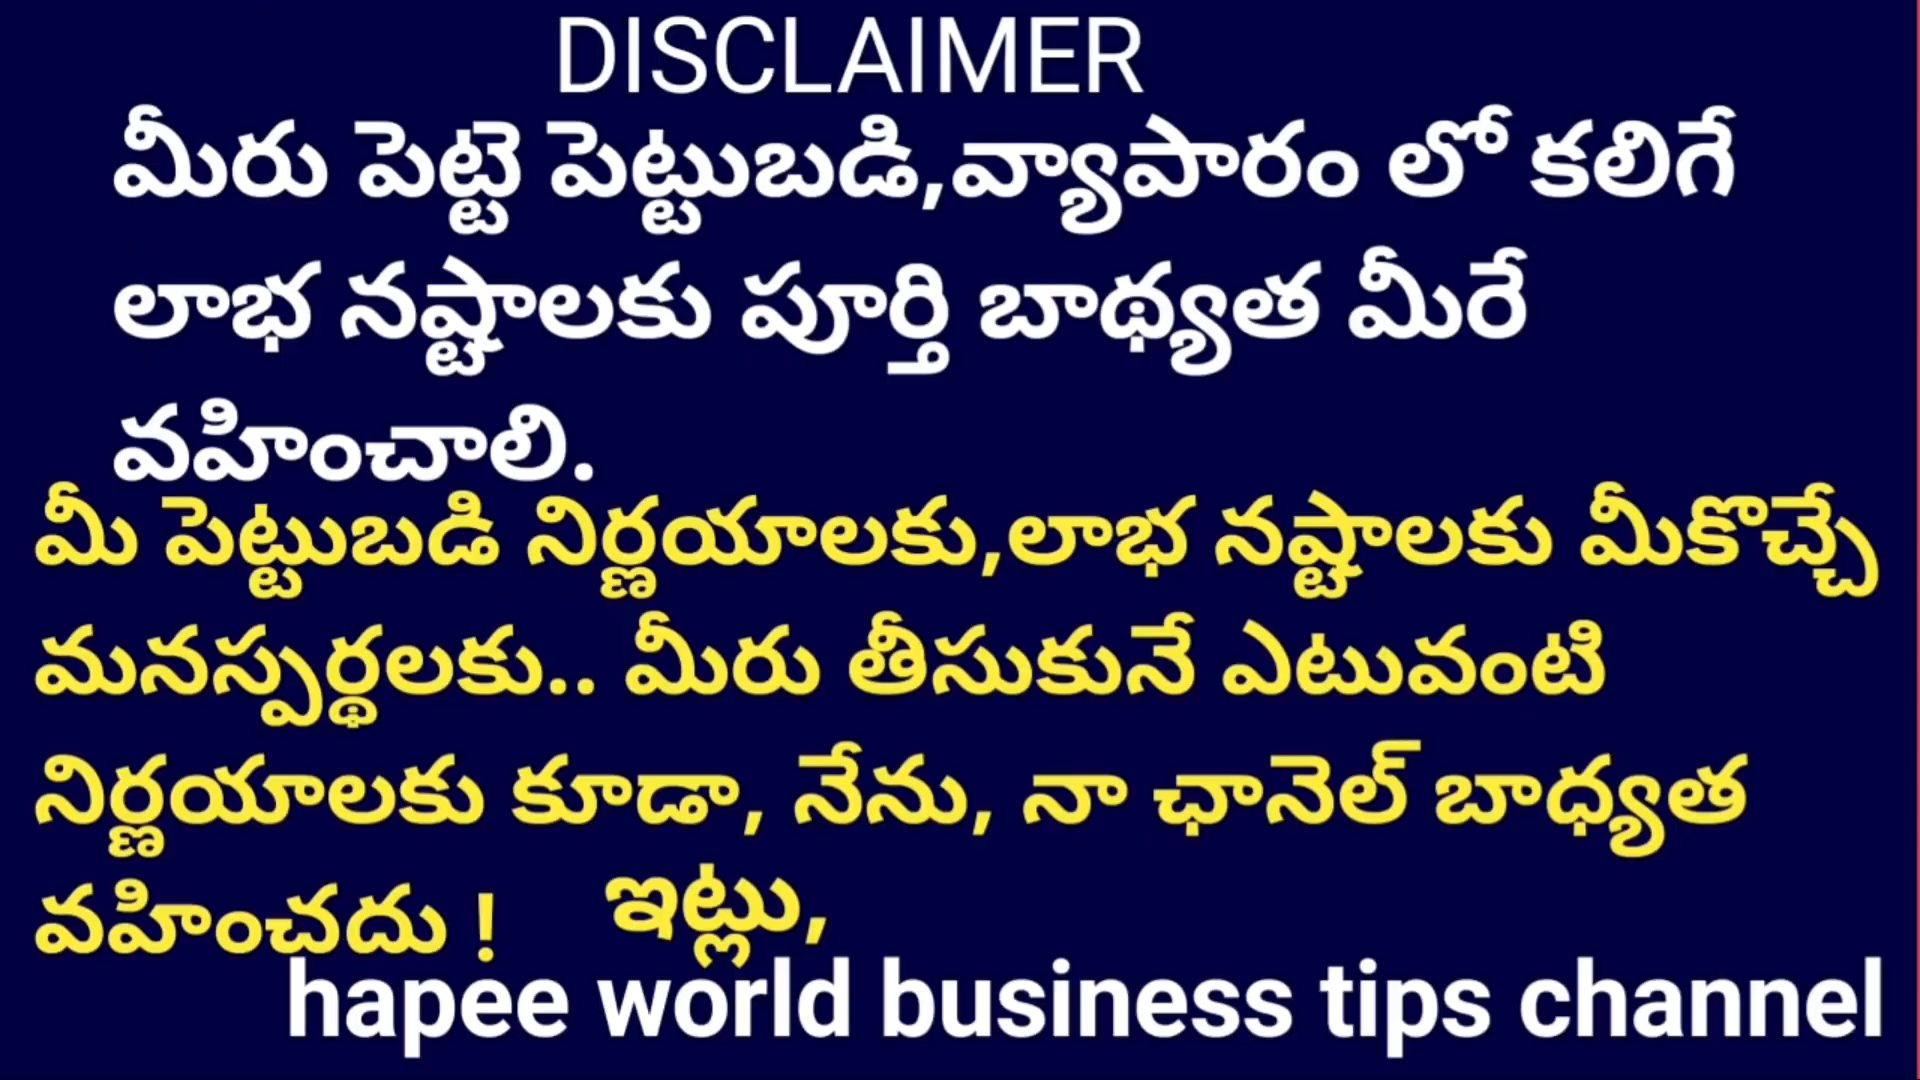 DISCLAIMER
మీరు పెట్టె పెట్టుబడి,వ్యాపారం లో కలిగే
లాభ నష్టాలకు పూర్తి బాథ్యత మీరే
వహించాలి.
మీ పెట్టుబడి నిర్ణయాలకు,లాభ నష్టాలకు మీకొచ్చే
మనస్పర్థలకు.. మీరు తీసుకునే ఎటువంటి
నిర్ణయాలకు కూడా, నేను, నా ఛానెల్ బాధ్యత
వహించదు ! ఇట్లు,
hapee world business tips channel